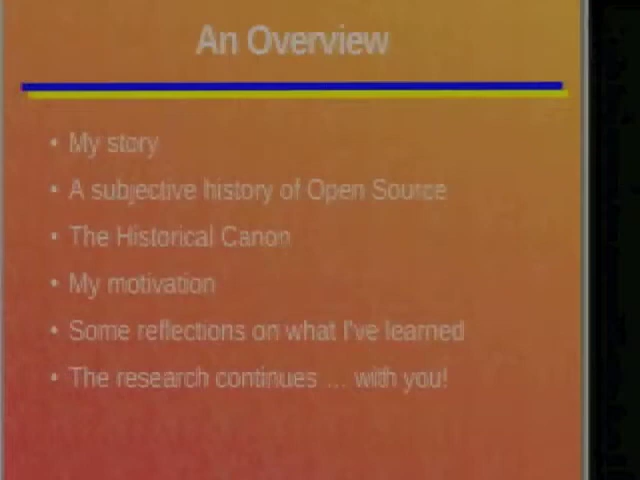 An Overview
• My story
• A subjective history of Open Source
• The Historical Canon
• My motivation
• Some reflections on what I've learned
• The research continues ... with you!